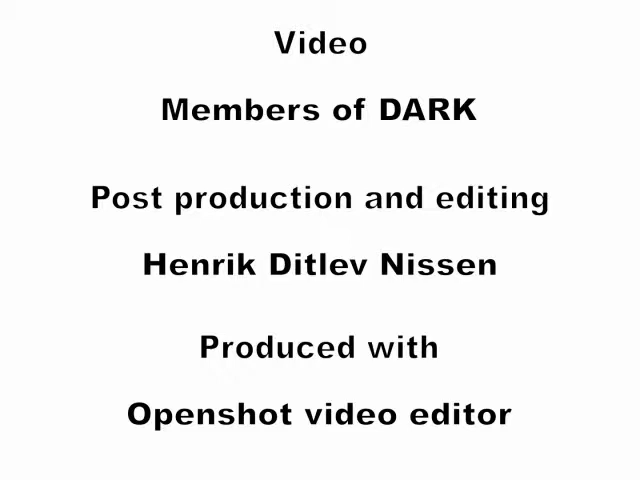 Video
Members of DARK
Post production and editing
Henrik Ditlev Nissen
Produced with
Openshot video editor